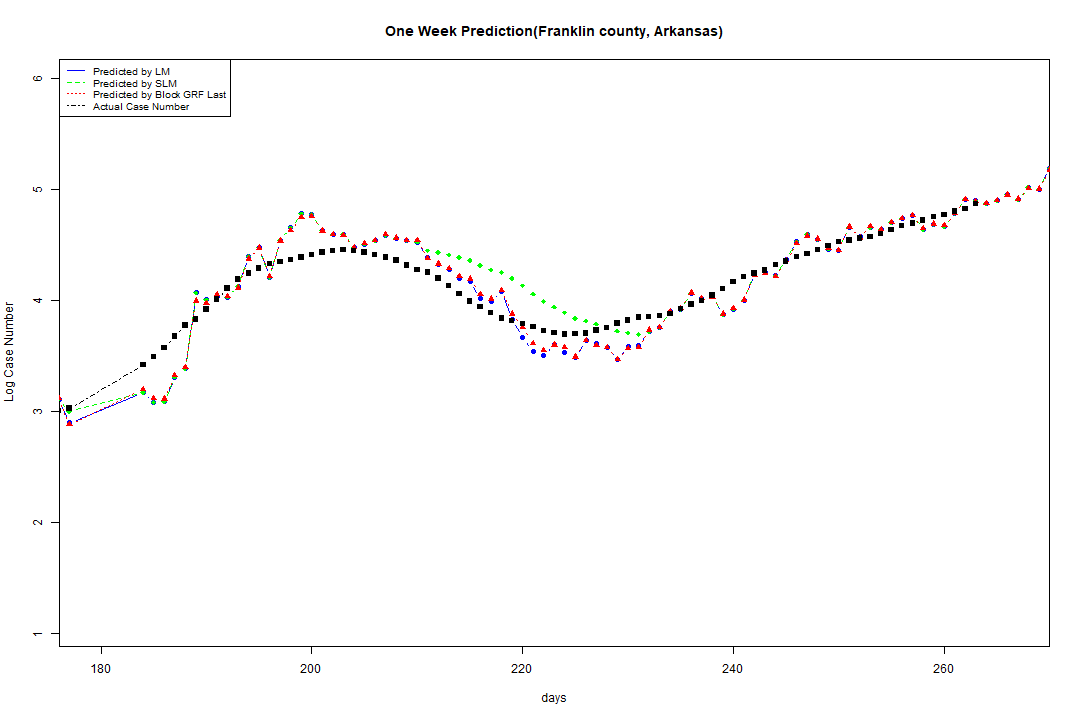 One Week Prediction(Franklin county, Arkansas)
Predicted by LM
Predicted by SLM
Predicted by Block GRF Last
Actual Case Number
6
5
4
3
2
1
Log Case Number
180 200 220 240 260
days